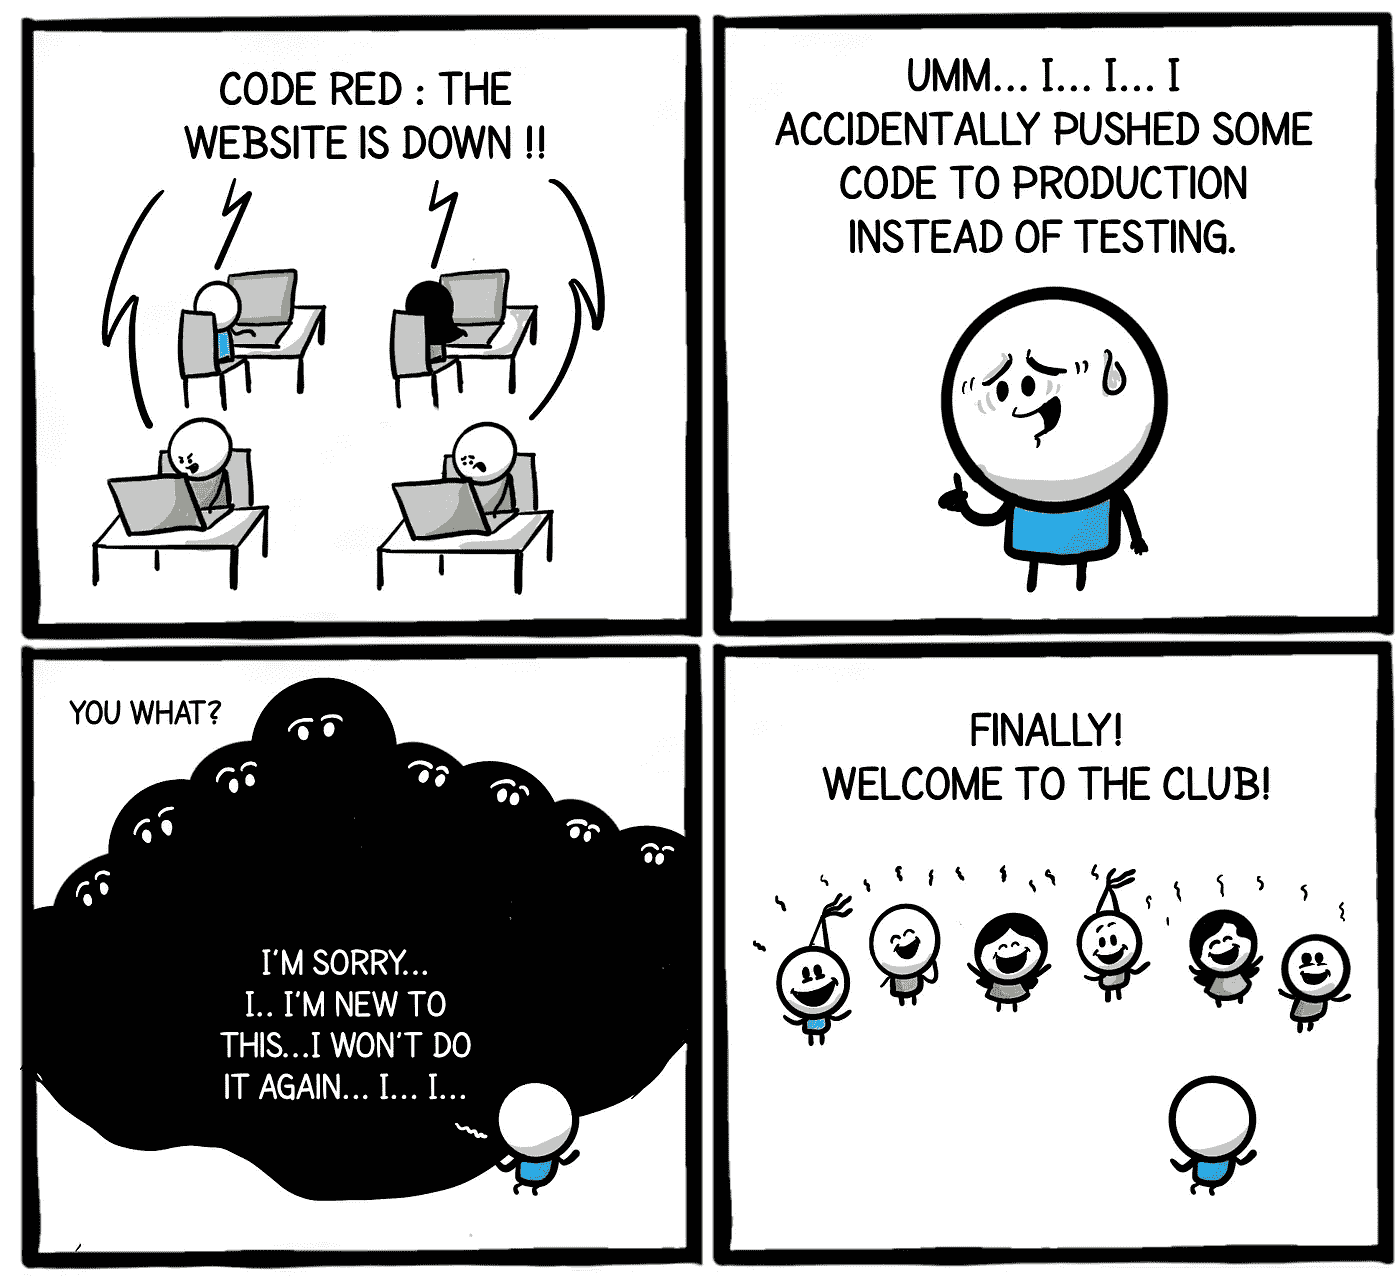 CODE RED : THE
WEBSITE IS DOWN !!
UMM... I... I... I
ACCIDENTALLY PUSHED SOME
CODE TO PRODUCTION
INSTEAD OF TESTING.
YOU WHAT?
I'M SORRY...
I.. I'M NEW TO
THIS...I WON'T DO
IT AGAIN... I... I...
FINALLY!
WELCOME TO THE CLUB!